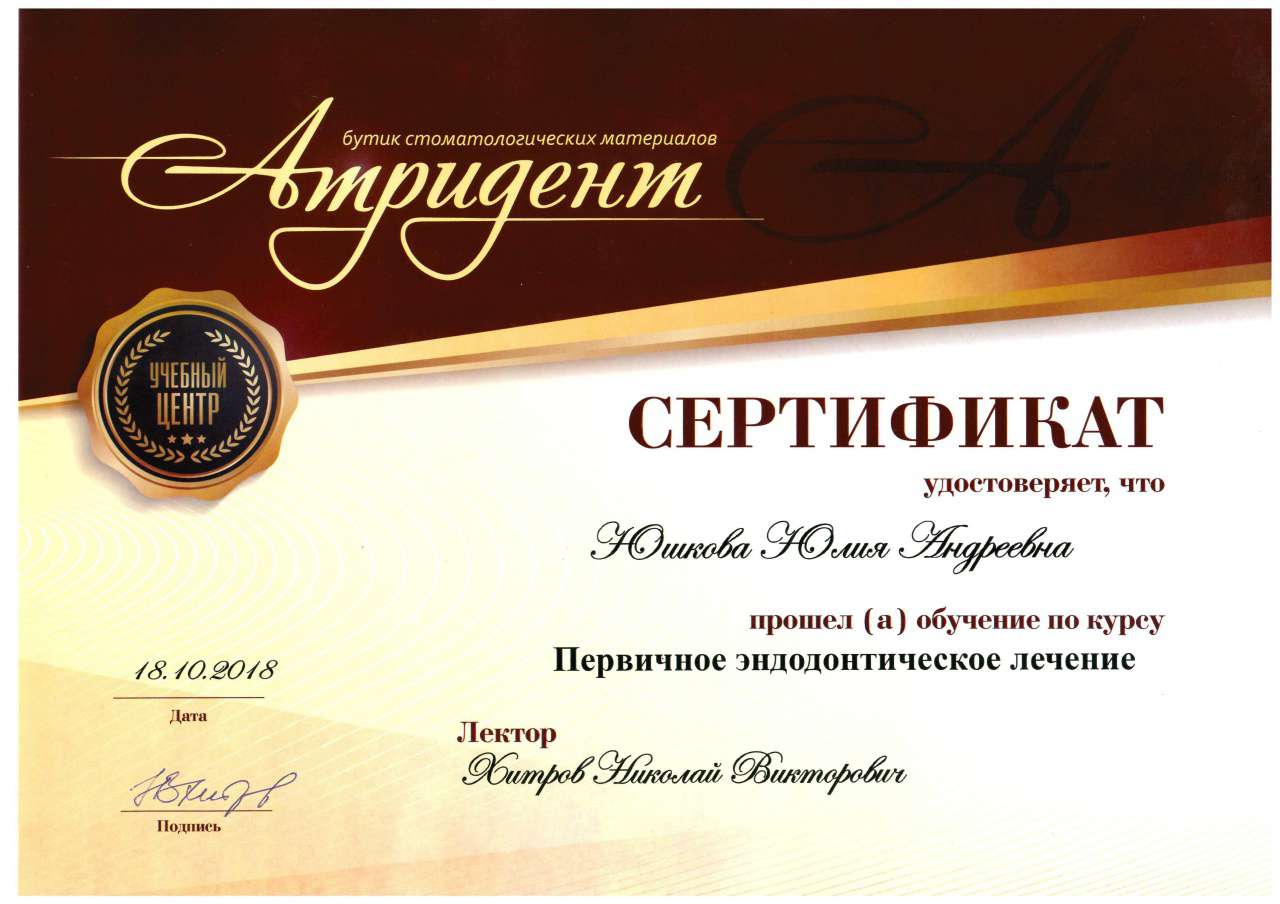 бутик стоматологических материалов
Атридент
УЧЕБНЫЙ
ЦЕНТР
СЕРТИФИКАТ
удостоверяет, что
Юшкова Юлия Андреевна
прошел (а) обучение по курсу
Первичное эндодонтическое лечение
18.10.2018
Дата
Лектор
Хитров Николай Викторович
НВХитров
Подпись